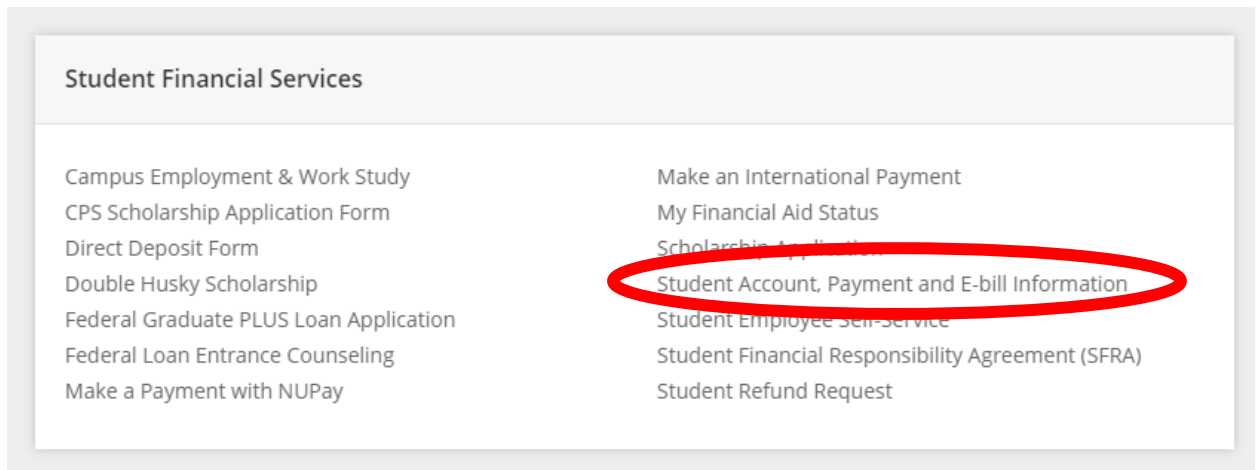 Student Financial Services
Campus Employment & Work Study
CPS Scholarship Application Form
Direct Deposit Form
Double Husky Scholarship
Federal Graduate PLUS Loan Application
Federal Loan Entrance Counseling
Make a Payment with NUPay
Make an International Payment
My Financial Aid Status
Scholarship Application
Student Account, Payment and E-bill Information
Student Employee Self-Service
Student Financial Responsibility Agreement (SFRA)
Student Refund Request